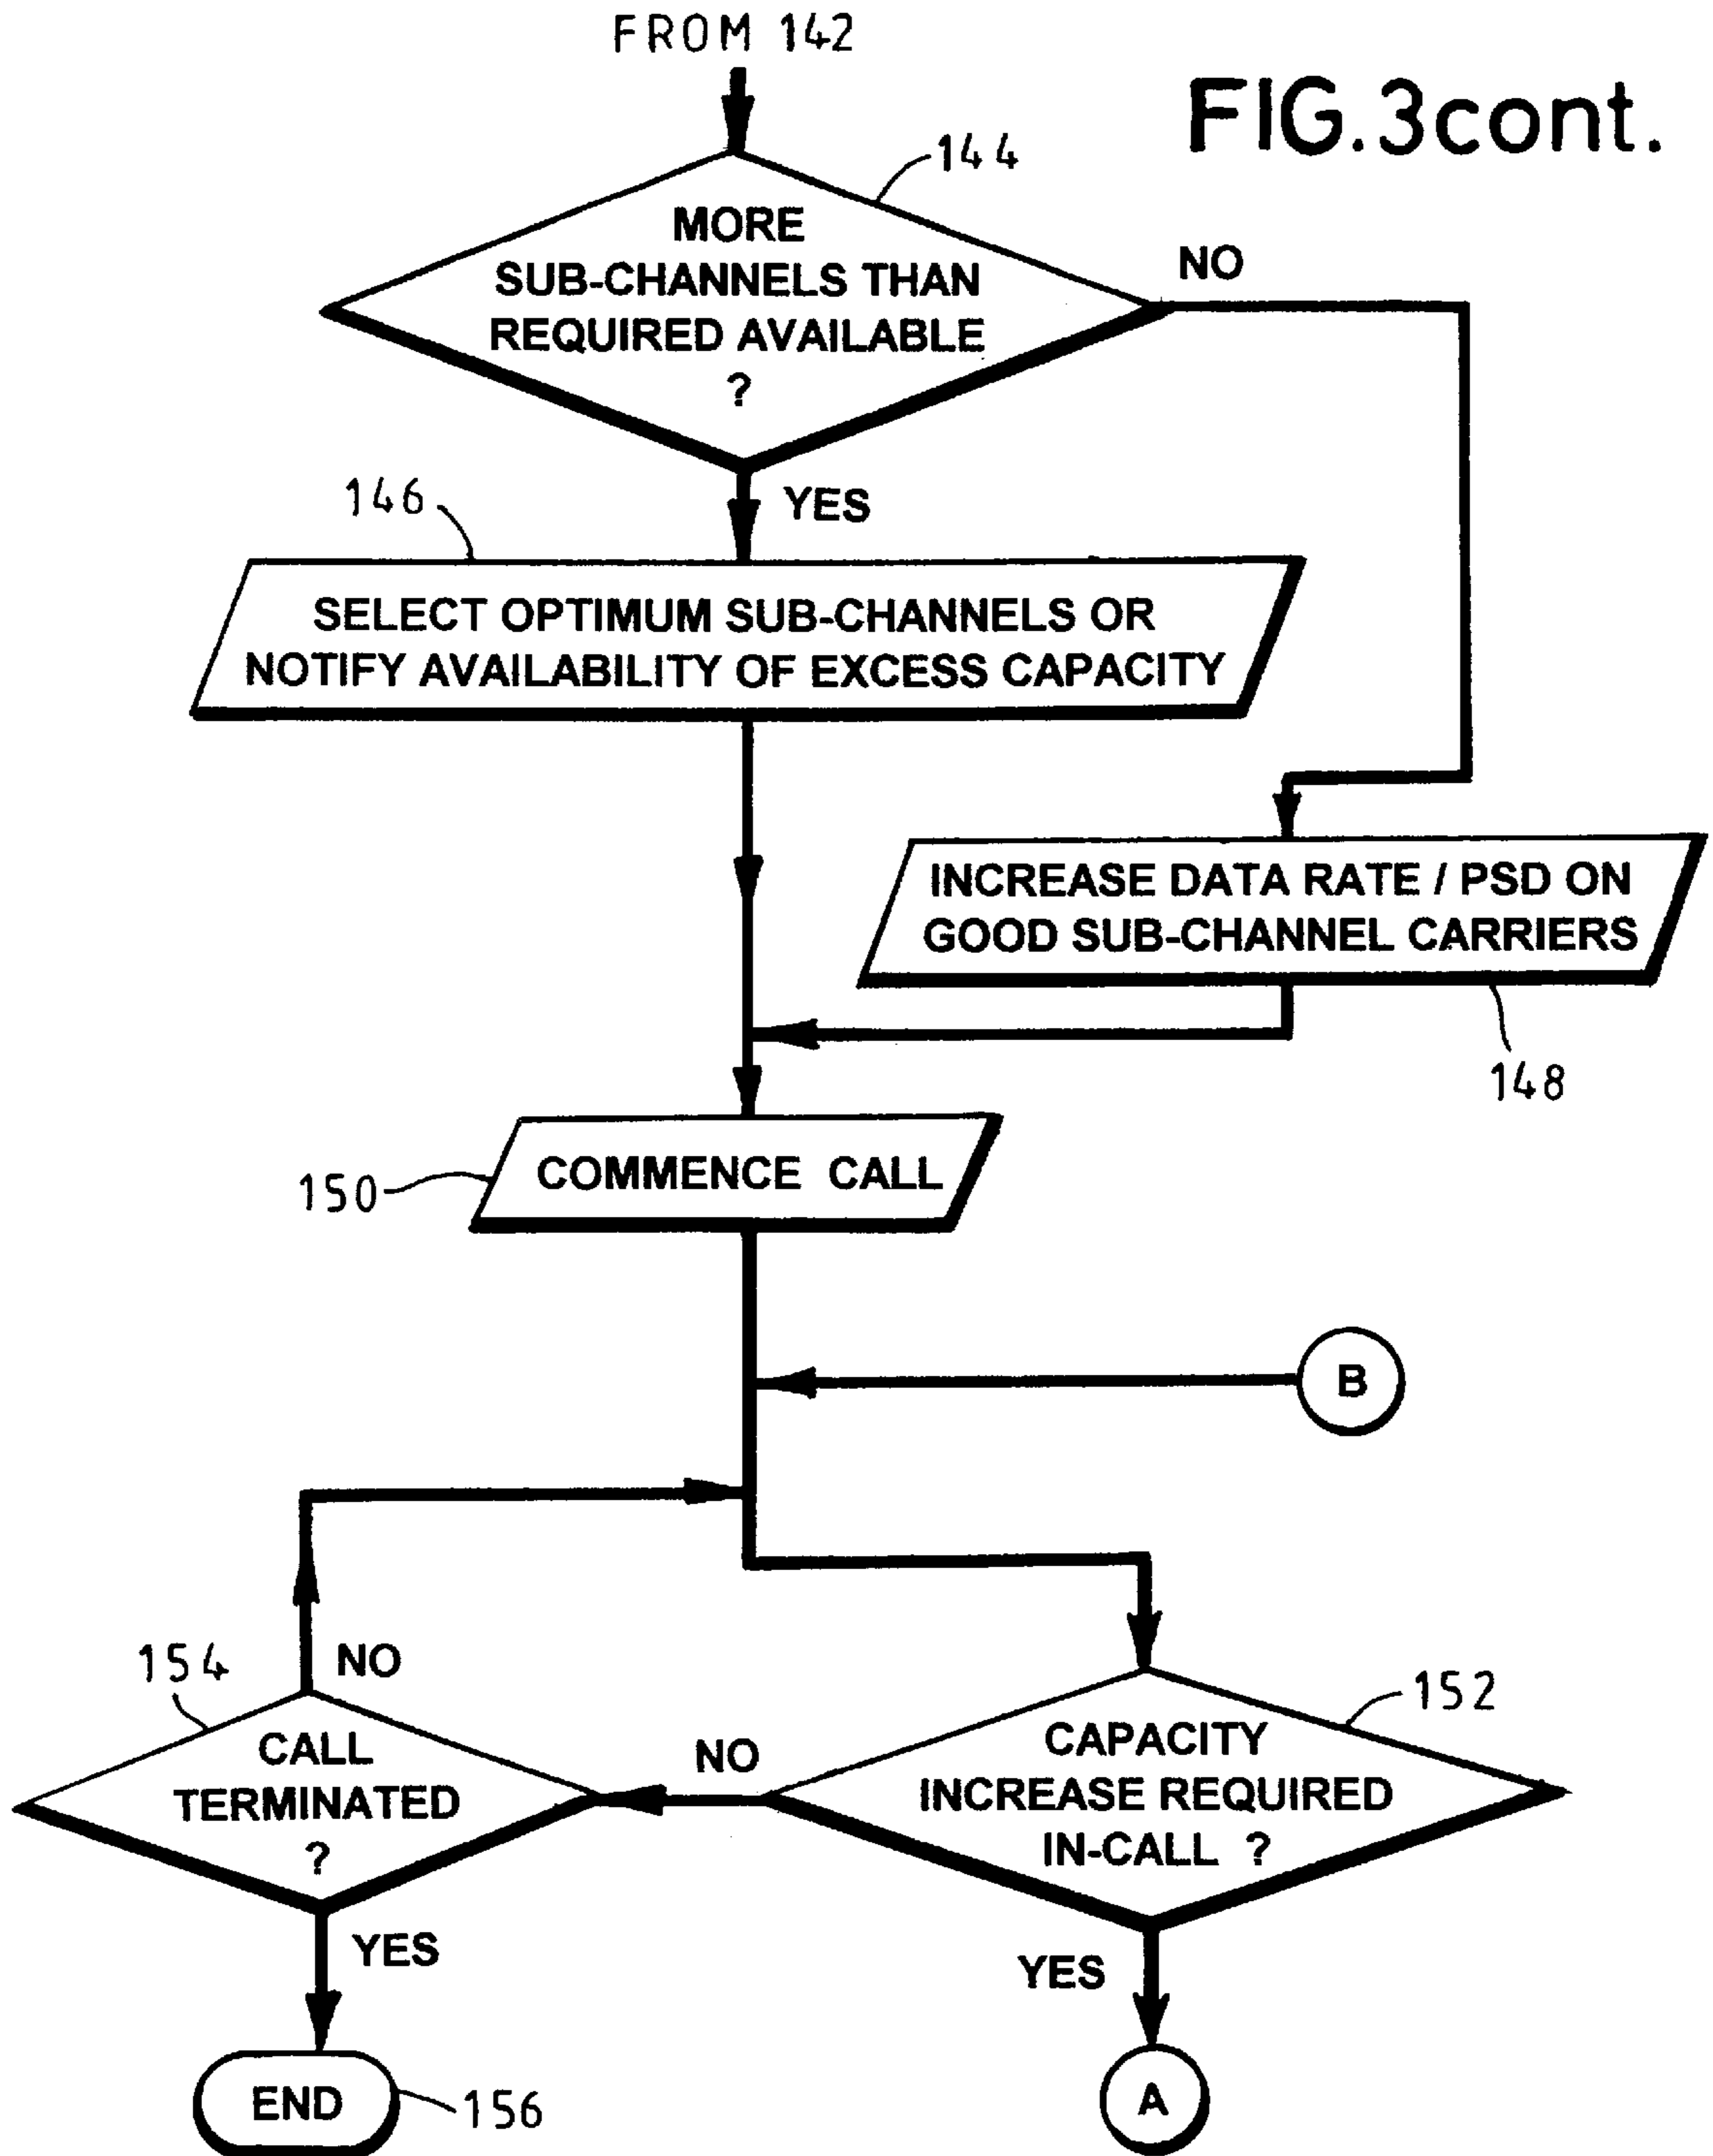 FROM 142
FIG.3cont.
144
MORE
SUB-CHANNELS THAN
REQUIRED AVAILABLE
?
NO
YES
146
SELECT OPTIMUM SUB-CHANNELS OR
NOTIFY AVAILABILITY OF EXCESS CAPACITY
INCREASE DATA RATE / PSD ON
GOOD SUB-CHANNEL CARRIERS
148
COMMENCE CALL
150
B
154
NO
CALL
TERMINATED
?
NO
152
CAPACITY
INCREASE REQUIRED
IN-CALL ?
YES
YES
END
156
A